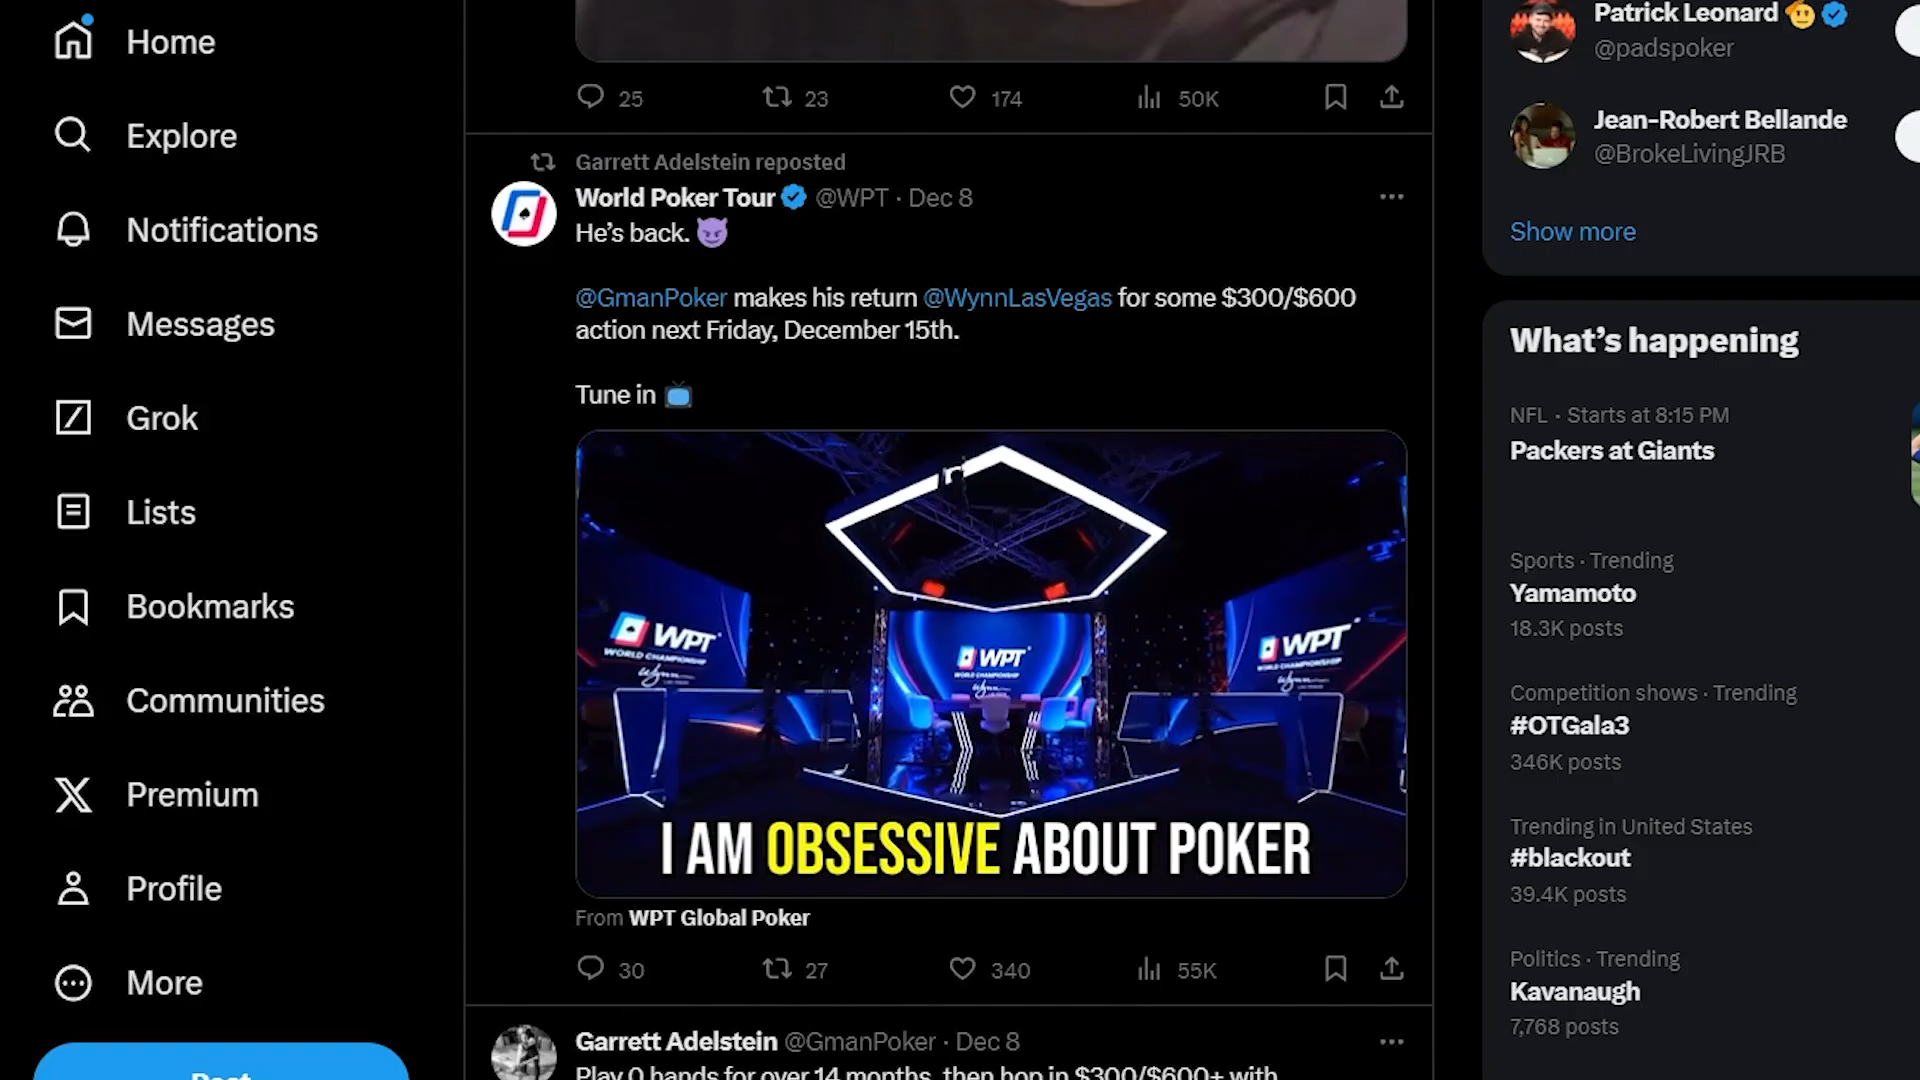 Home
Explore
Notifications
Messages
Grok
Lists
Bookmarks
Communities
Premium
Profile
More
Post
25 23 174 50K
Garrett Adelstein reposted
World Poker Tour @WPT · Dec 8
He's back. 😈
@GmanPoker makes his return @WynnLasVegas for some $300/$600
action next Friday, December 15th.
Tune in 📺
WPT
WORLD CHAMPIONSHIP
WPT
WORLD CHAMPIONSHIP
WPT
WORLD CHAMPIONSHIP
I AM OBSESSIVE ABOUT POKER
From WPT Global Poker
30 27 340 55K
Garrett Adelstein @GmanPoker · Dec 8
Play 0 hands for over 14 months, then hop in $300/$600+ with
Patrick Leonard 🫡
@padspoker
Jean-Robert Bellande
@BrokeLivingJRB
Show more
What's happening
NFL · Starts at 8:15 PM
Packers at Giants
Sports · Trending
Yamamoto
18.3K posts
Competition shows · Trending
#OTGala3
346K posts
Trending in United States
#blackout
39.4K posts
Politics · Trending
Kavanaugh
7,768 posts